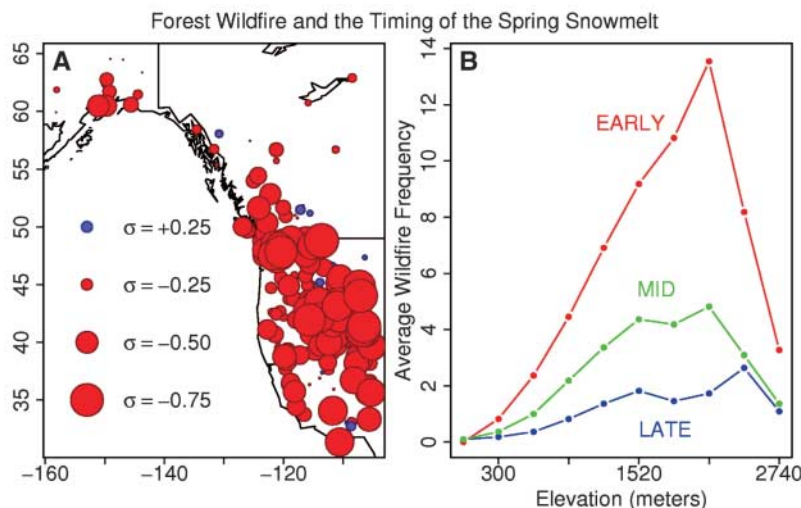 Forest Wildfire and the Timing of the Spring Snowmelt
A
65
60
55
50
45
40
35
σ = +0.25
σ = −0.25
σ = −0.50
σ = −0.75
−160
−140
−120
B
Average Wildfire Frequency
14
12
10
8
6
4
2
0
EARLY
MID
LATE
300
1520
2740
Elevation (meters)